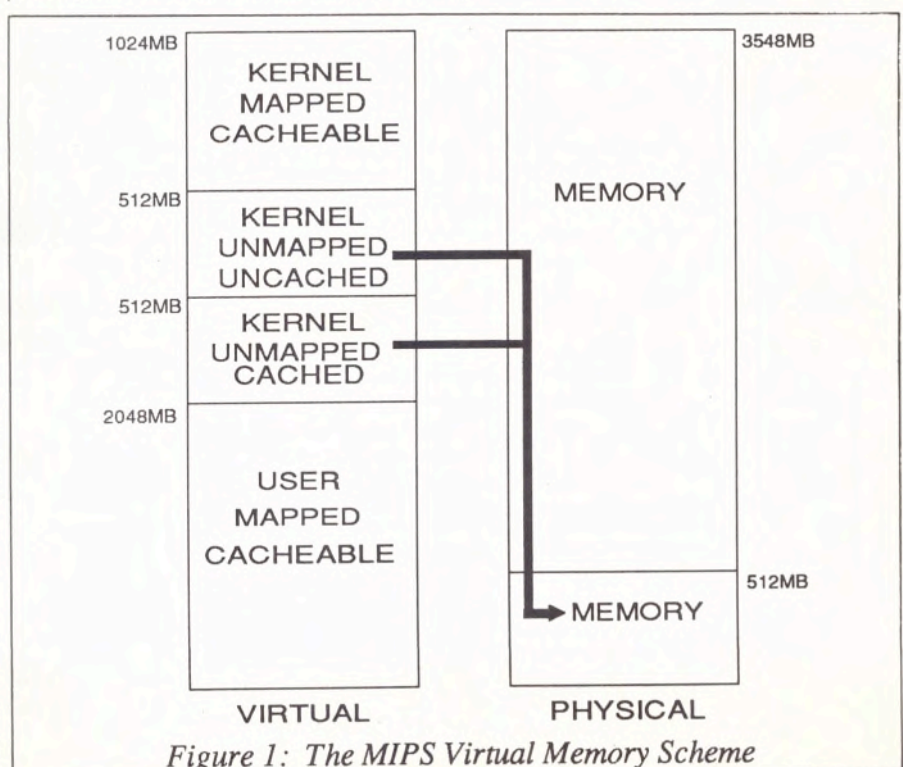 1024MB
KERNEL
MAPPED
CACHEABLE
512MB
KERNEL
UNMAPPED
UNCACHED
512MB
KERNEL
UNMAPPED
CACHED
2048MB
USER
MAPPED
CACHEABLE
VIRTUAL
3548MB
MEMORY
512MB
MEMORY
PHYSICAL
Figure 1: The MIPS Virtual Memory Scheme